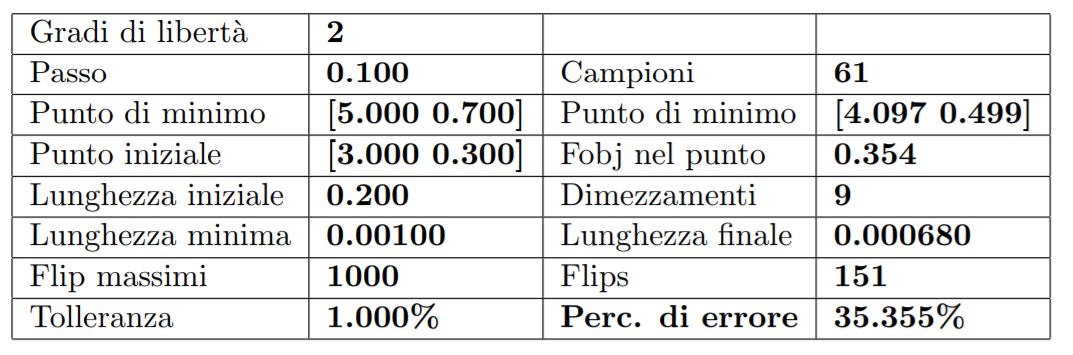 Gradi di libertà 2
Passo 0.100 Campioni 61
Punto di minimo [5.000 0.700] Punto di minimo [4.097 0.499]
Punto iniziale [3.000 0.300] Fobj nel punto 0.354
Lunghezza iniziale 0.200 Dimezzamenti 9
Lunghezza minima 0.00100 Lunghezza finale 0.000680
Flip massimi 1000 Flips 151
Tolleranza 1.000% Perc. di errore 35.355%